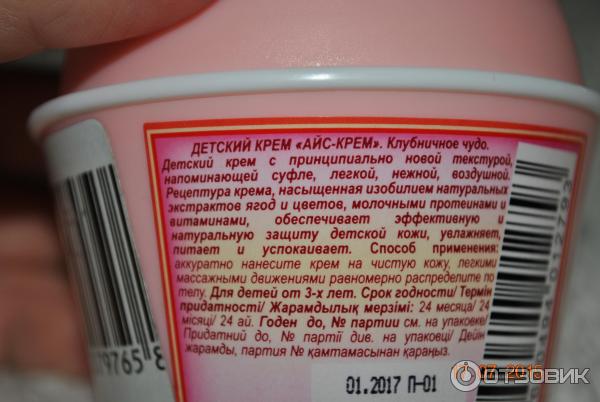 ДЕТСКИЙ КРЕМ «АЙС-КРЕМ». Клубничное чудо.
Детский крем с принципиально новой текстурой,
напоминающей суфле, легкой, нежной, воздушной.
Рецептура крема, насыщенная изобилием натуральных
экстрактов ягод и цветов, молочными протеинами и
витаминами, обеспечивает эффективную и
натуральную защиту детской кожи, увлажняет,
питает и успокаивает. Способ применения:
аккуратно нанесите крем на чистую кожу, легкими
массажными движениями равномерно распределите по
телу. Для детей от 3-х лет. Срок годности/ Термін
придатності/ Жарамдылық мерзімі: 24 месяца/ 24
місяці/ 24 ай. Годен до, № партии см. на упаковке/
Придатний до, № партії див. на упаковці/ Дейін
жарамды, партия № қамтамасынан қараңыз.
01.2017 П-01
79765 8
ОТЗОВИК